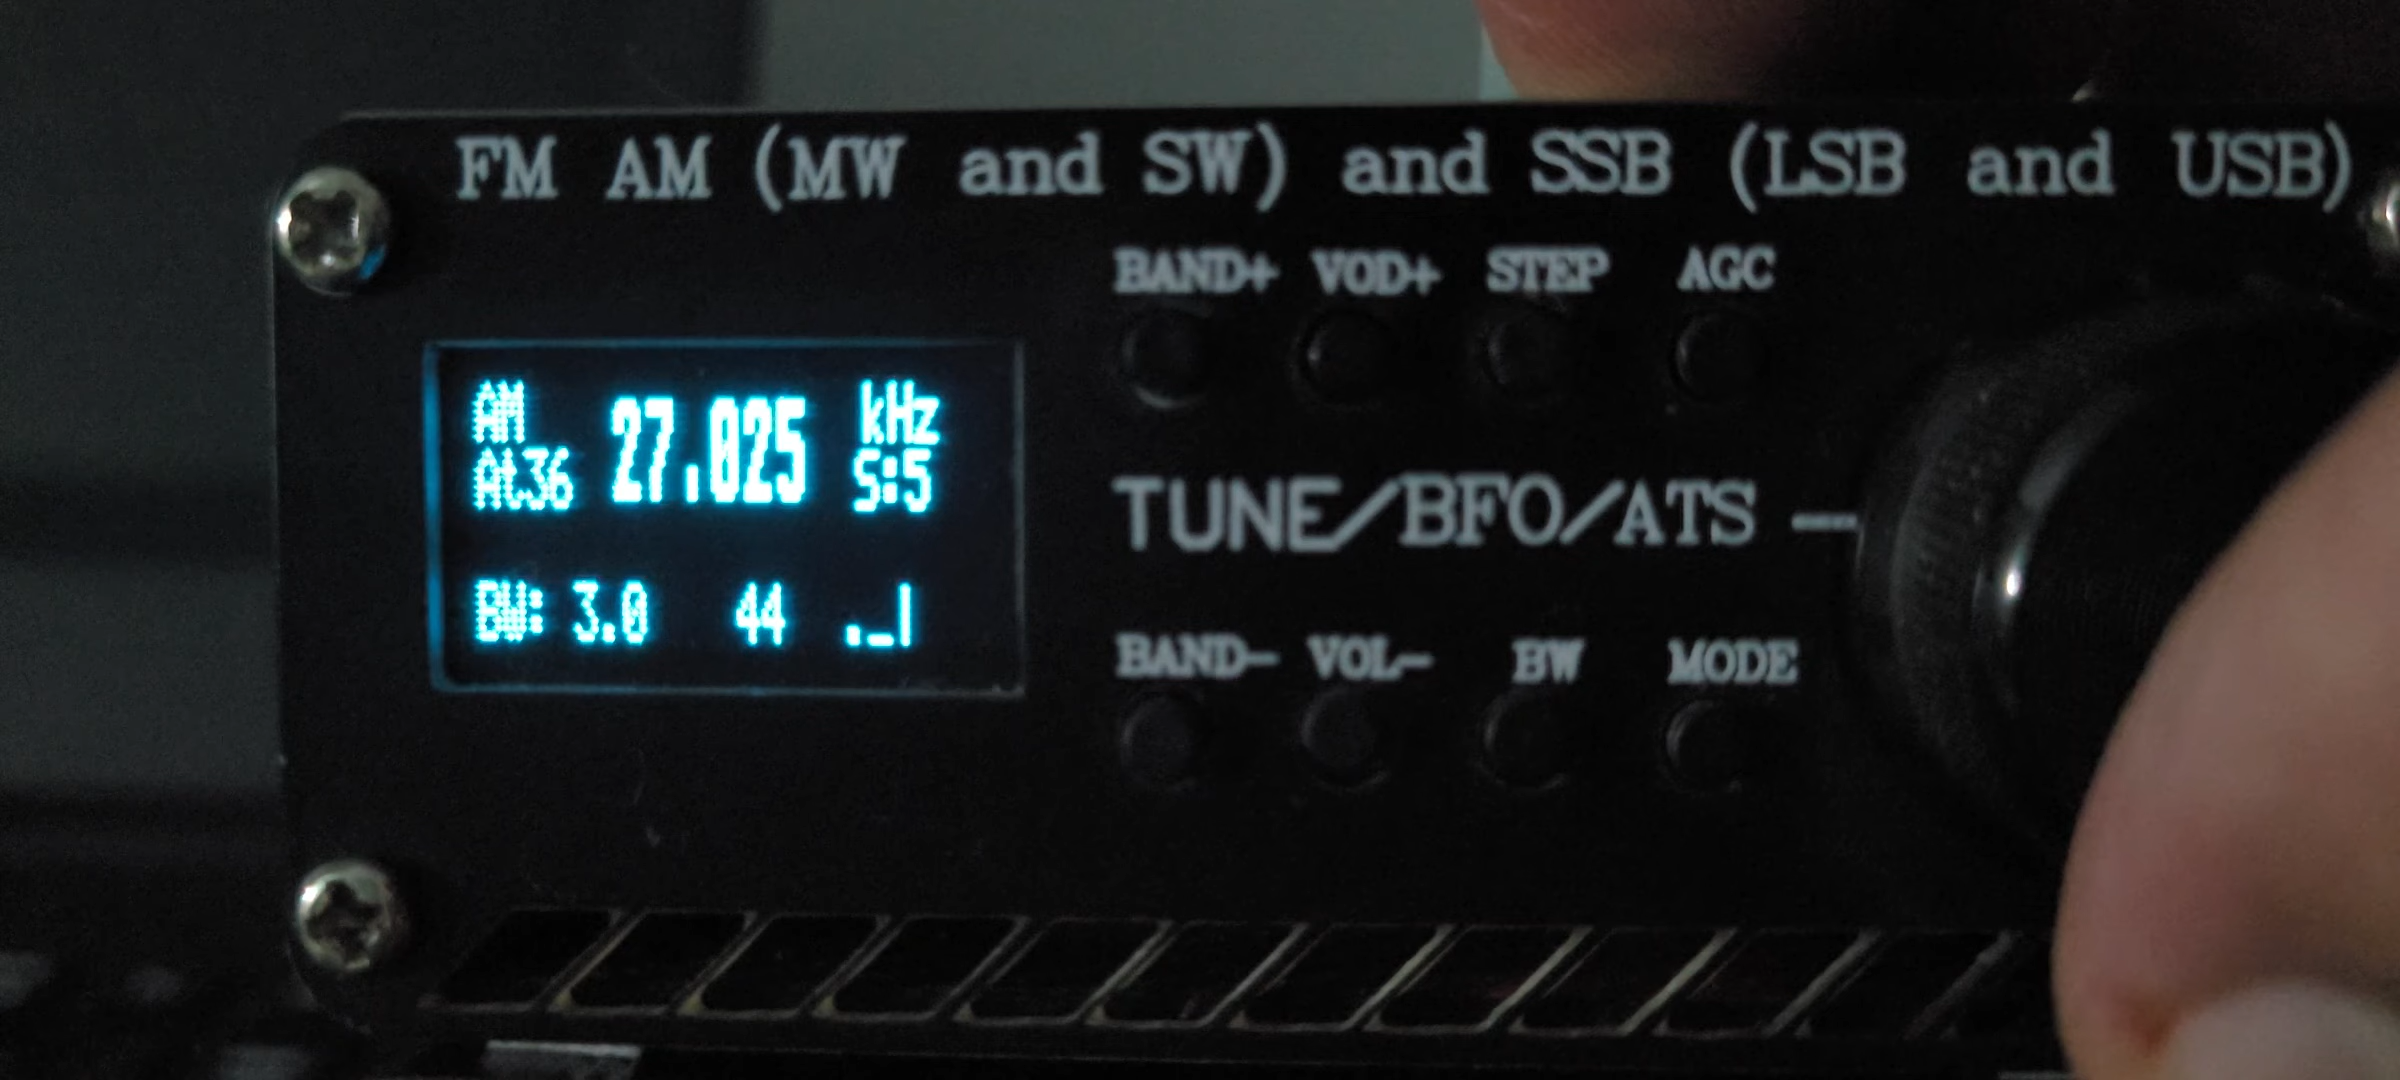 FM AM (MW and SW) and SSB (LSB and USB)
BAND+ VOD+ STEP AGC
AM 27.025 kHz
At36 S:5
TUNE/BFO/ATS —
BW: 3.0 44
BAND- VOL- BW MODE